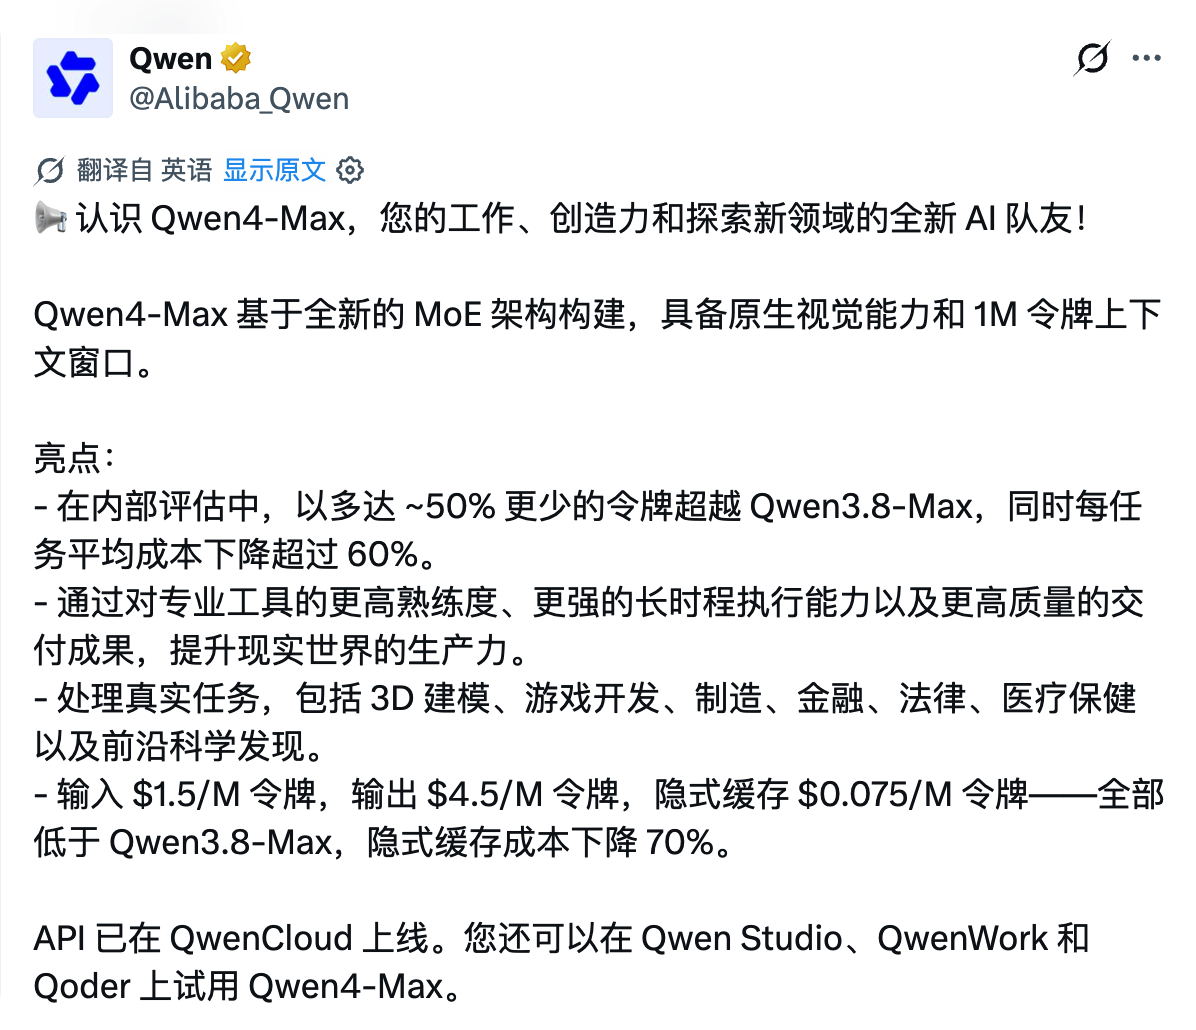 Qwen
@Alibaba_Qwen
翻译自 英语 显示原文
认识 Qwen4-Max，您的工作、创造力和探索新领域的全新 AI 队友！
Qwen4-Max 基于全新的 MoE 架构构建，具备原生视觉能力和 1M 令牌上下
文窗口。
亮点：
- 在内部评估中，以多达 ~50% 更少的令牌超越 Qwen3.8-Max，同时每任
务平均成本下降超过 60%。
- 通过对专业工具的更高熟练度、更强的长时程执行能力以及更高质量的交
付成果，提升现实世界的生产力。
- 处理真实任务，包括 3D 建模、游戏开发、制造、金融、法律、医疗保健
以及前沿科学发现。
- 输入 $1.5/M 令牌，输出 $4.5/M 令牌，隐式缓存 $0.075/M 令牌——全部
低于 Qwen3.8-Max，隐式缓存成本下降 70%。
API 已在 QwenCloud 上线。您还可以在 Qwen Studio、QwenWork 和
Qoder 上试用 Qwen4-Max。